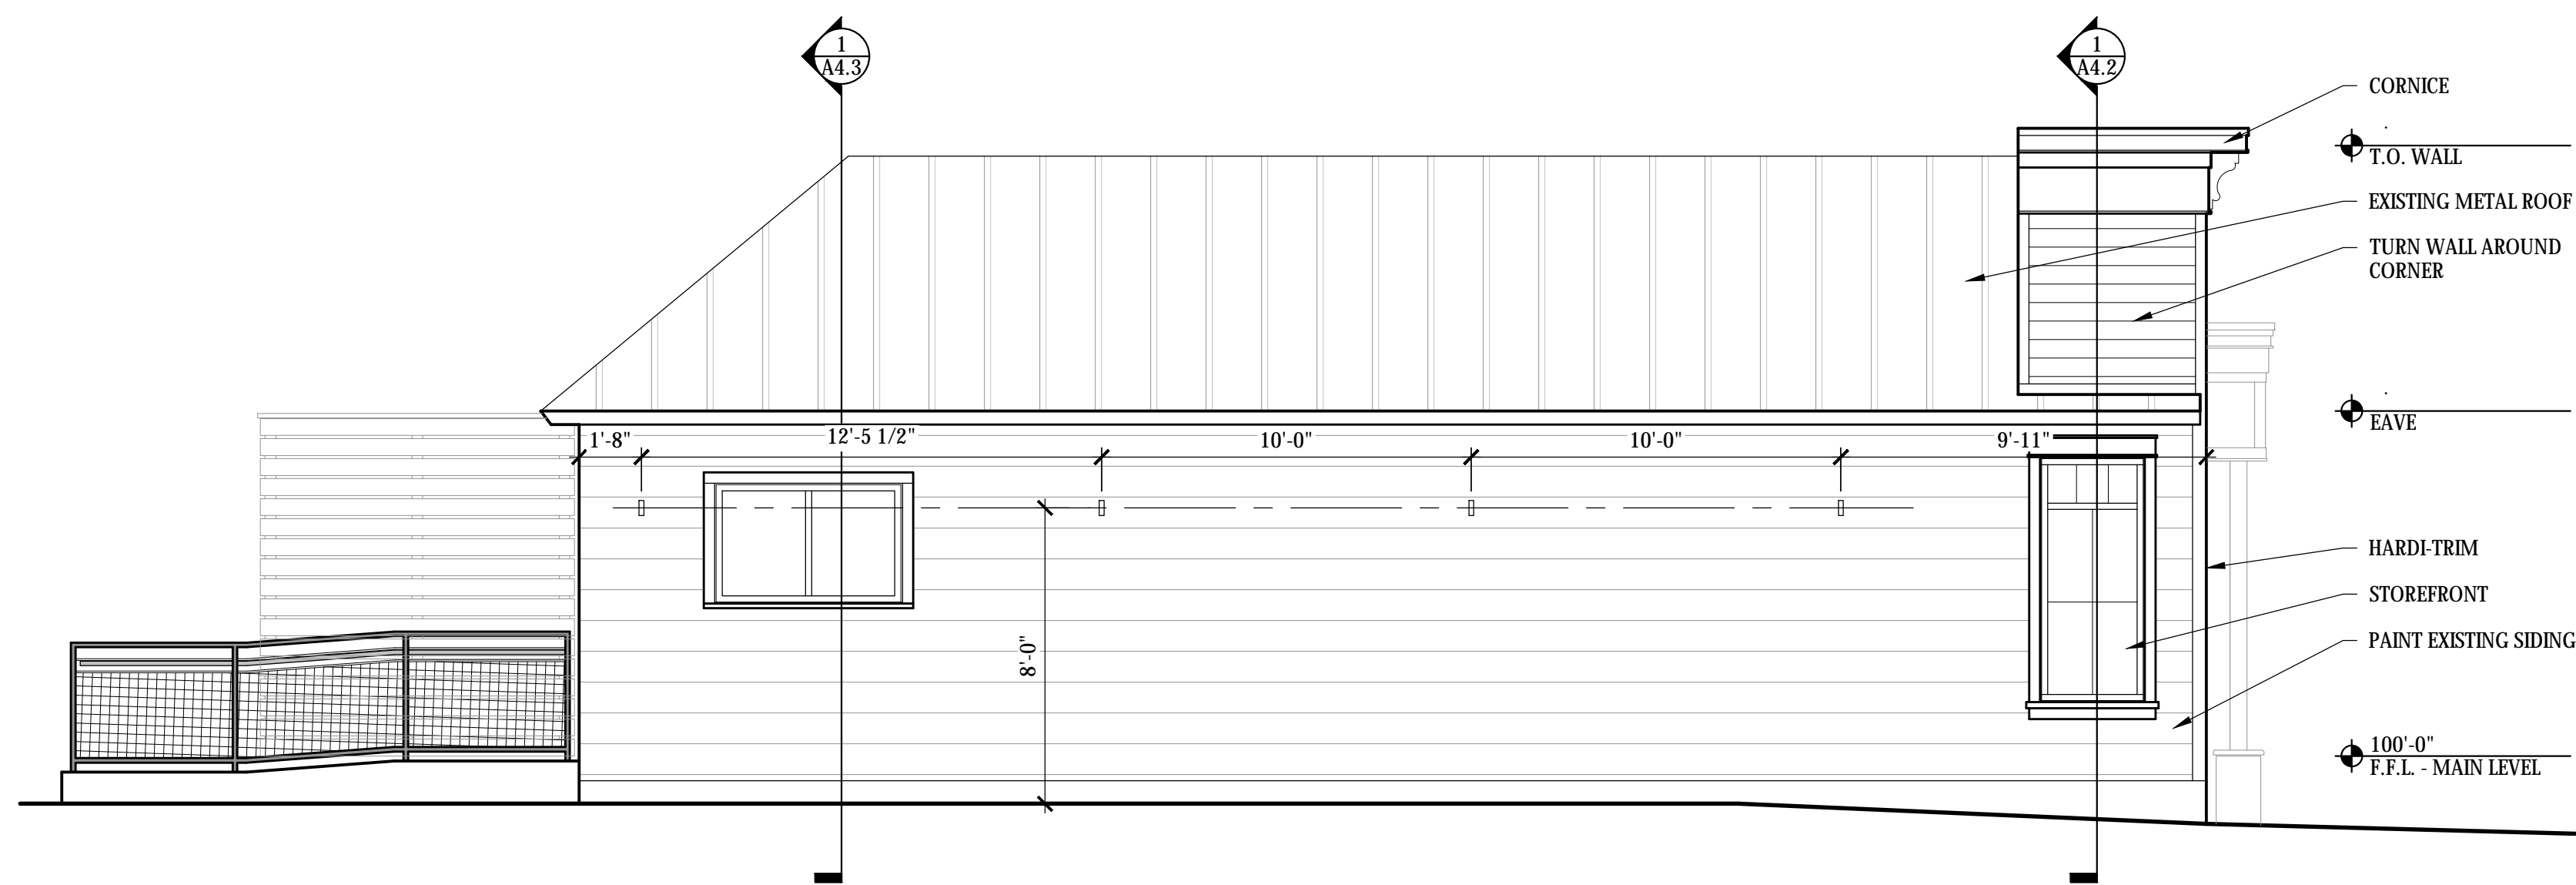 1
A4.3
1
A4.2
CORNICE
T.O. WALL
EXISTING METAL ROOF
TURN WALL AROUND
CORNER
EAVE
1'-8"
12'-5 1/2"
10'-0"
10'-0"
9'-11"
8'-0"
HARDI-TRIM
STOREFRONT
PAINT EXISTING SIDING
100'-0"
F.F.L. - MAIN LEVEL